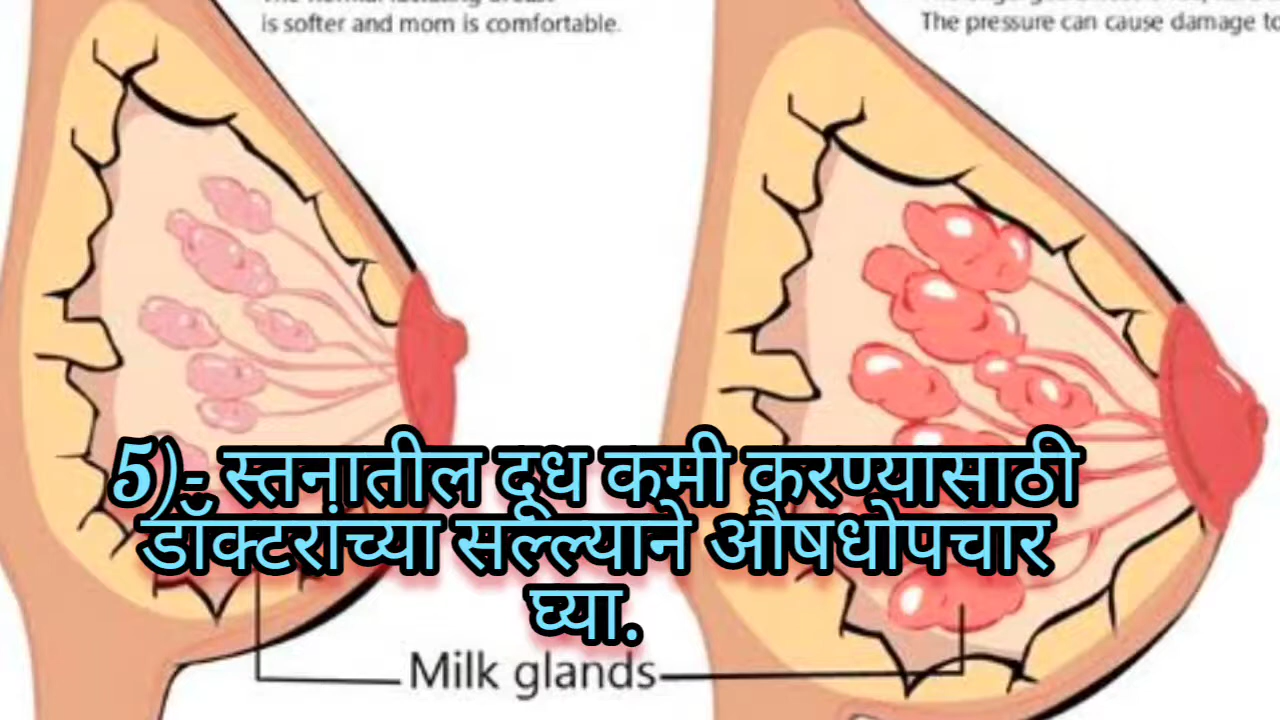 is softer and mom is comfortable.
The pressure can cause damage to
5)- स्तनांतील दूध कमी करण्यासाठी
डॉक्टरांच्या सल्ल्याने औषधोपचार
घ्या.
Milk glands